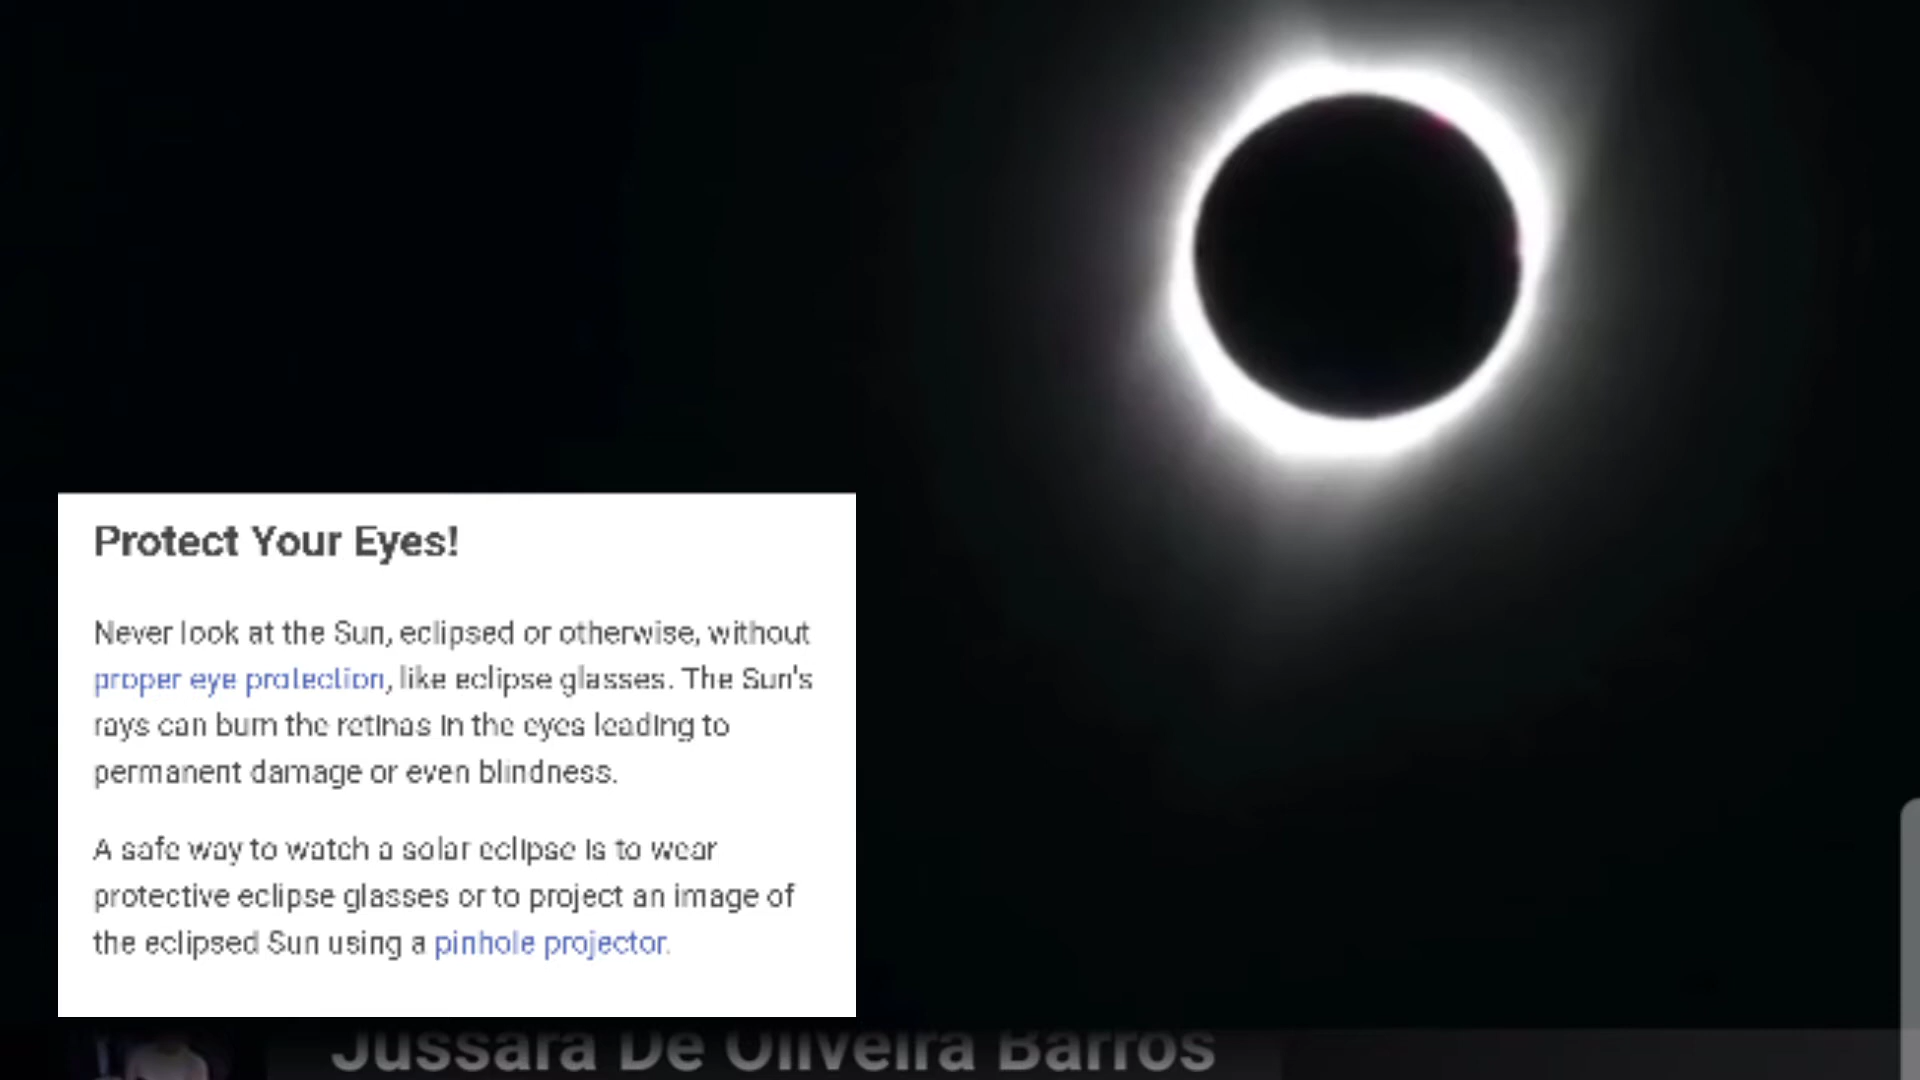 Protect Your Eyes!
Never look at the Sun, eclipsed or otherwise, without
proper eye protection, like eclipse glasses. The Sun's
rays can burn the retinas in the eyes leading to
permanent damage or even blindness.
A safe way to watch a solar eclipse is to wear
protective eclipse glasses or to project an image of
the eclipsed Sun using a pinhole projector.
Jussara De Oliveira Barros